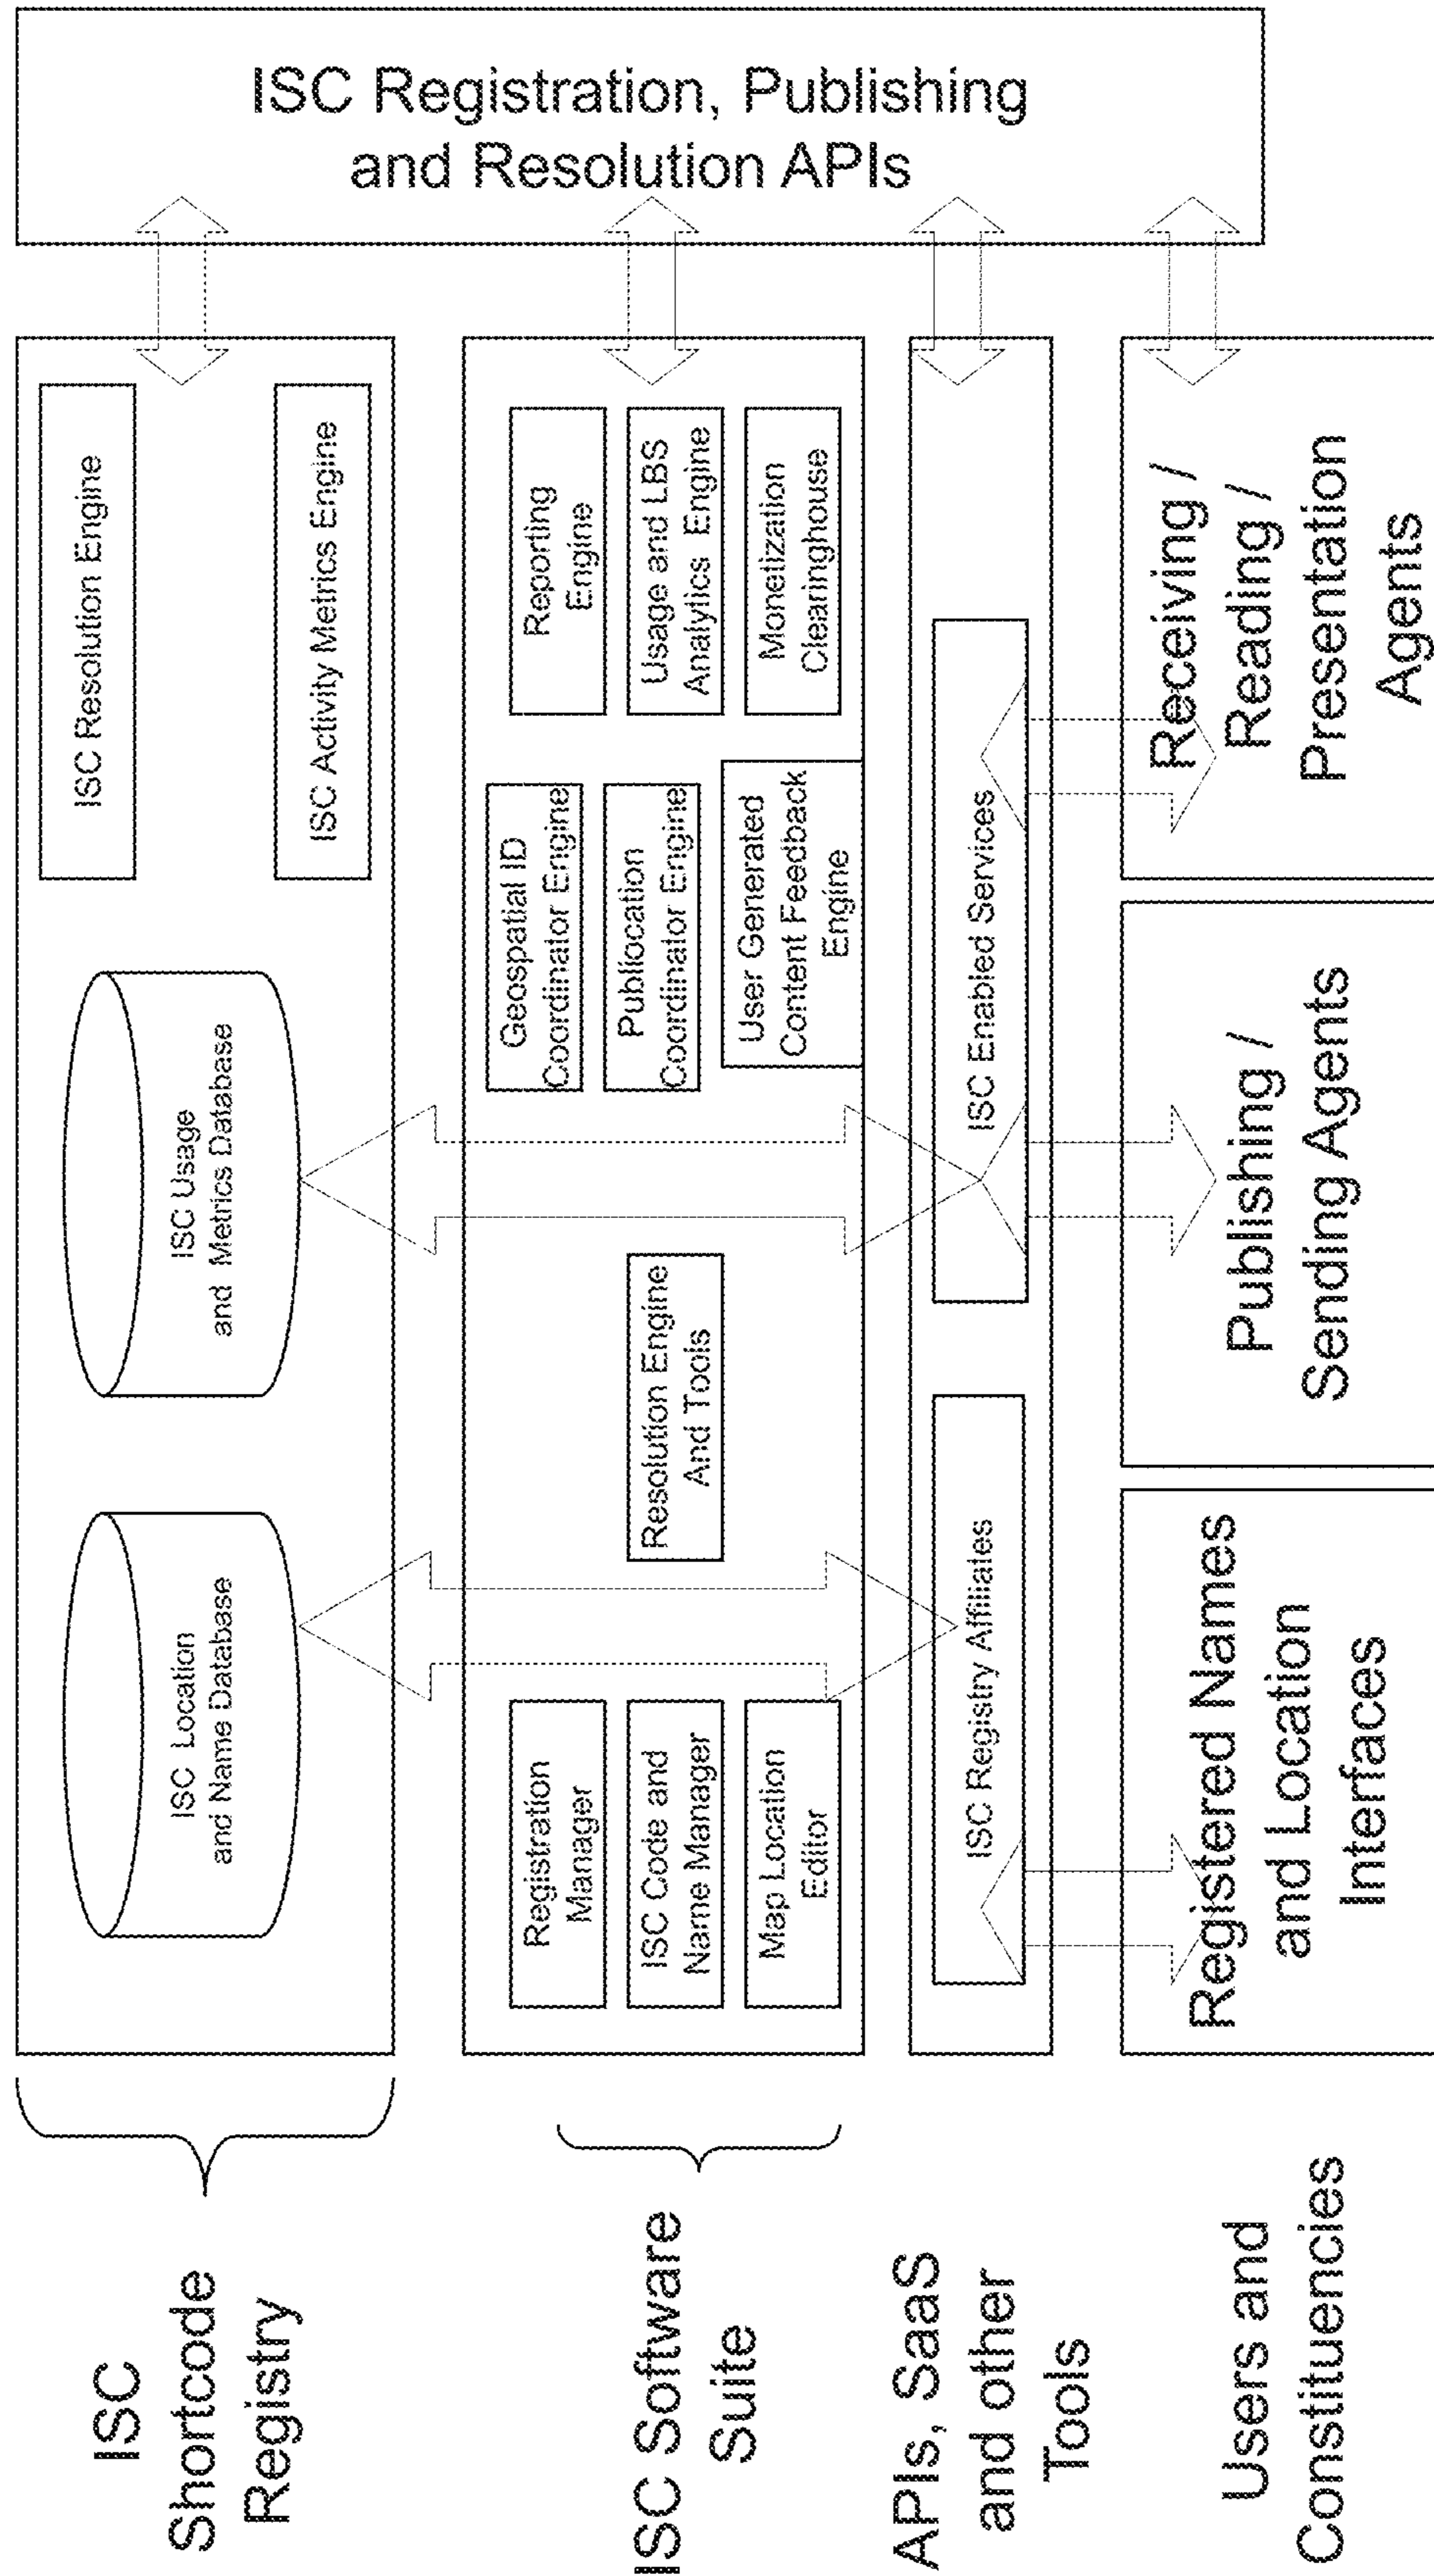 ISC
Shortcode
Registry
ISC Location
and Name Database
ISC Usage
and Metrics Database
ISC Resolution Engine
ISC Activity Metrics Engine
ISC Registration, Publishing
and Resolution APIs
ISC Software
Suite
Registration
Manager
ISC Code and
Name Manager
Map Location
Editor
Resolution Engine
And Tools
Geospatial ID
Coordinator Engine
Publocation
Coordinator Engine
User Generated
Content Feedback
Engine
Reporting
Engine
Usage and LBS
Analytics Engine
Monetization
Clearinghouse
APIs, SaaS
and other
Tools
ISC Registry Affiliates
ISC Enabled Services
Users and
Constituencies
Registered Names
and Location
Interfaces
Publishing /
Sending Agents
Receiving /
Reading /
Presentation
Agents